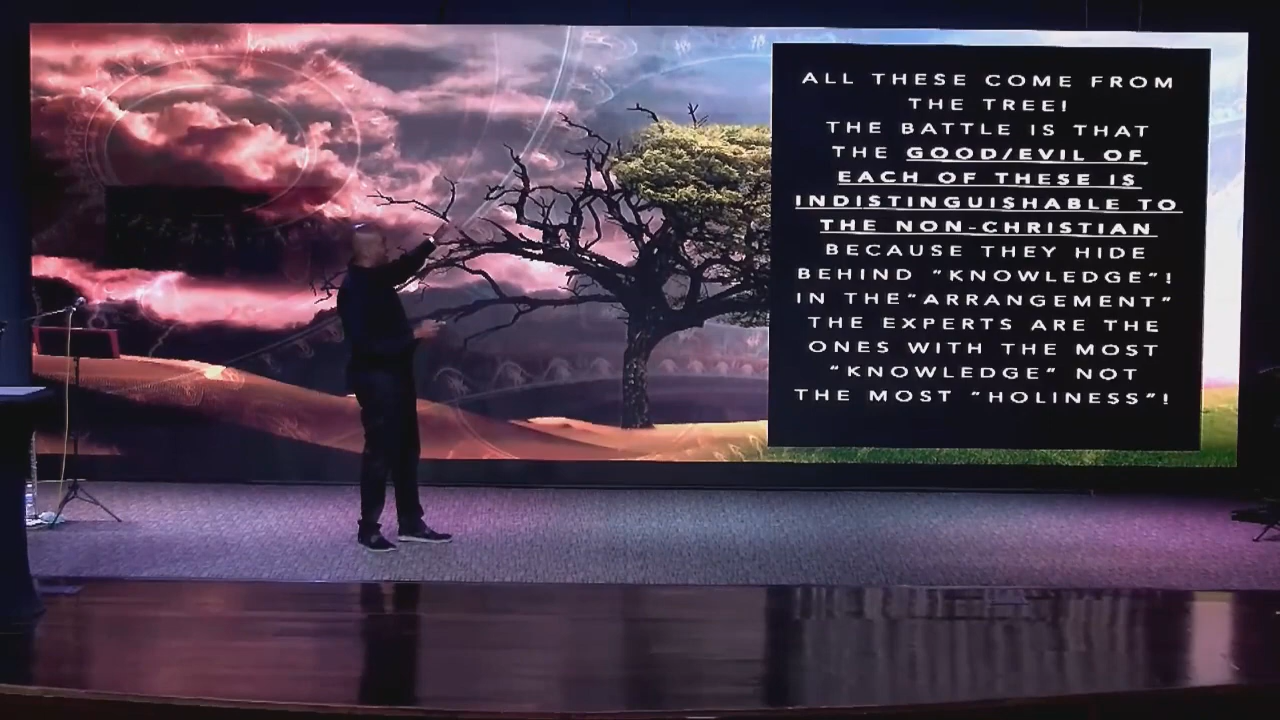 ALL THESE COME FROM
THE TREE!
THE BATTLE IS THAT
THE GOOD/EVIL OF
EACH OF THESE IS
INDISTINGUISHABLE TO
THE NON-CHRISTIAN
BECAUSE THEY HIDE
BEHIND "KNOWLEDGE"!
IN THE"ARRANGEMENT"
THE EXPERTS ARE THE
ONES WITH THE MOST
"KNOWLEDGE" NOT
THE MOST "HOLINESS"!